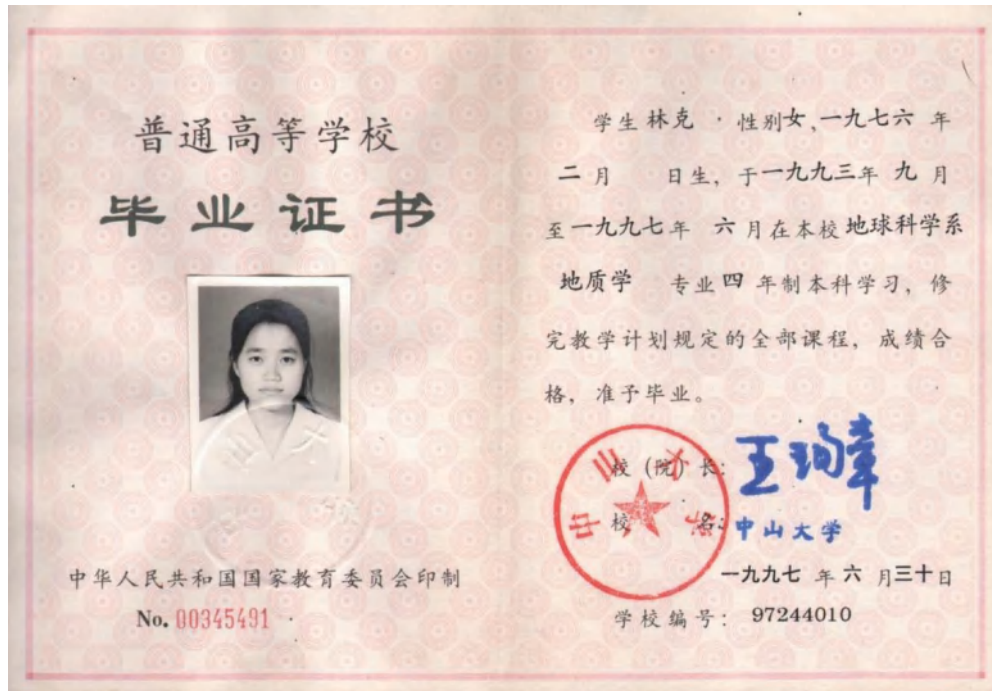 普通高等学校
毕业证书
中华人民共和国国家教育委员会印制
No. 00345491
学生 林克 性别女,一九七六 年
二月 日生, 于一九九三年 九 月
至一九九七年 六 月在本校 地球科学系
地质学 专业四 年制本科学习, 修
完教学计划规定的全部课程, 成绩合
格, 准予毕业。
校 (院) 长: 王珣章
校 名: 中山大学
中山大学
一九九七 年 六 月三十日
学校编号: 97244010